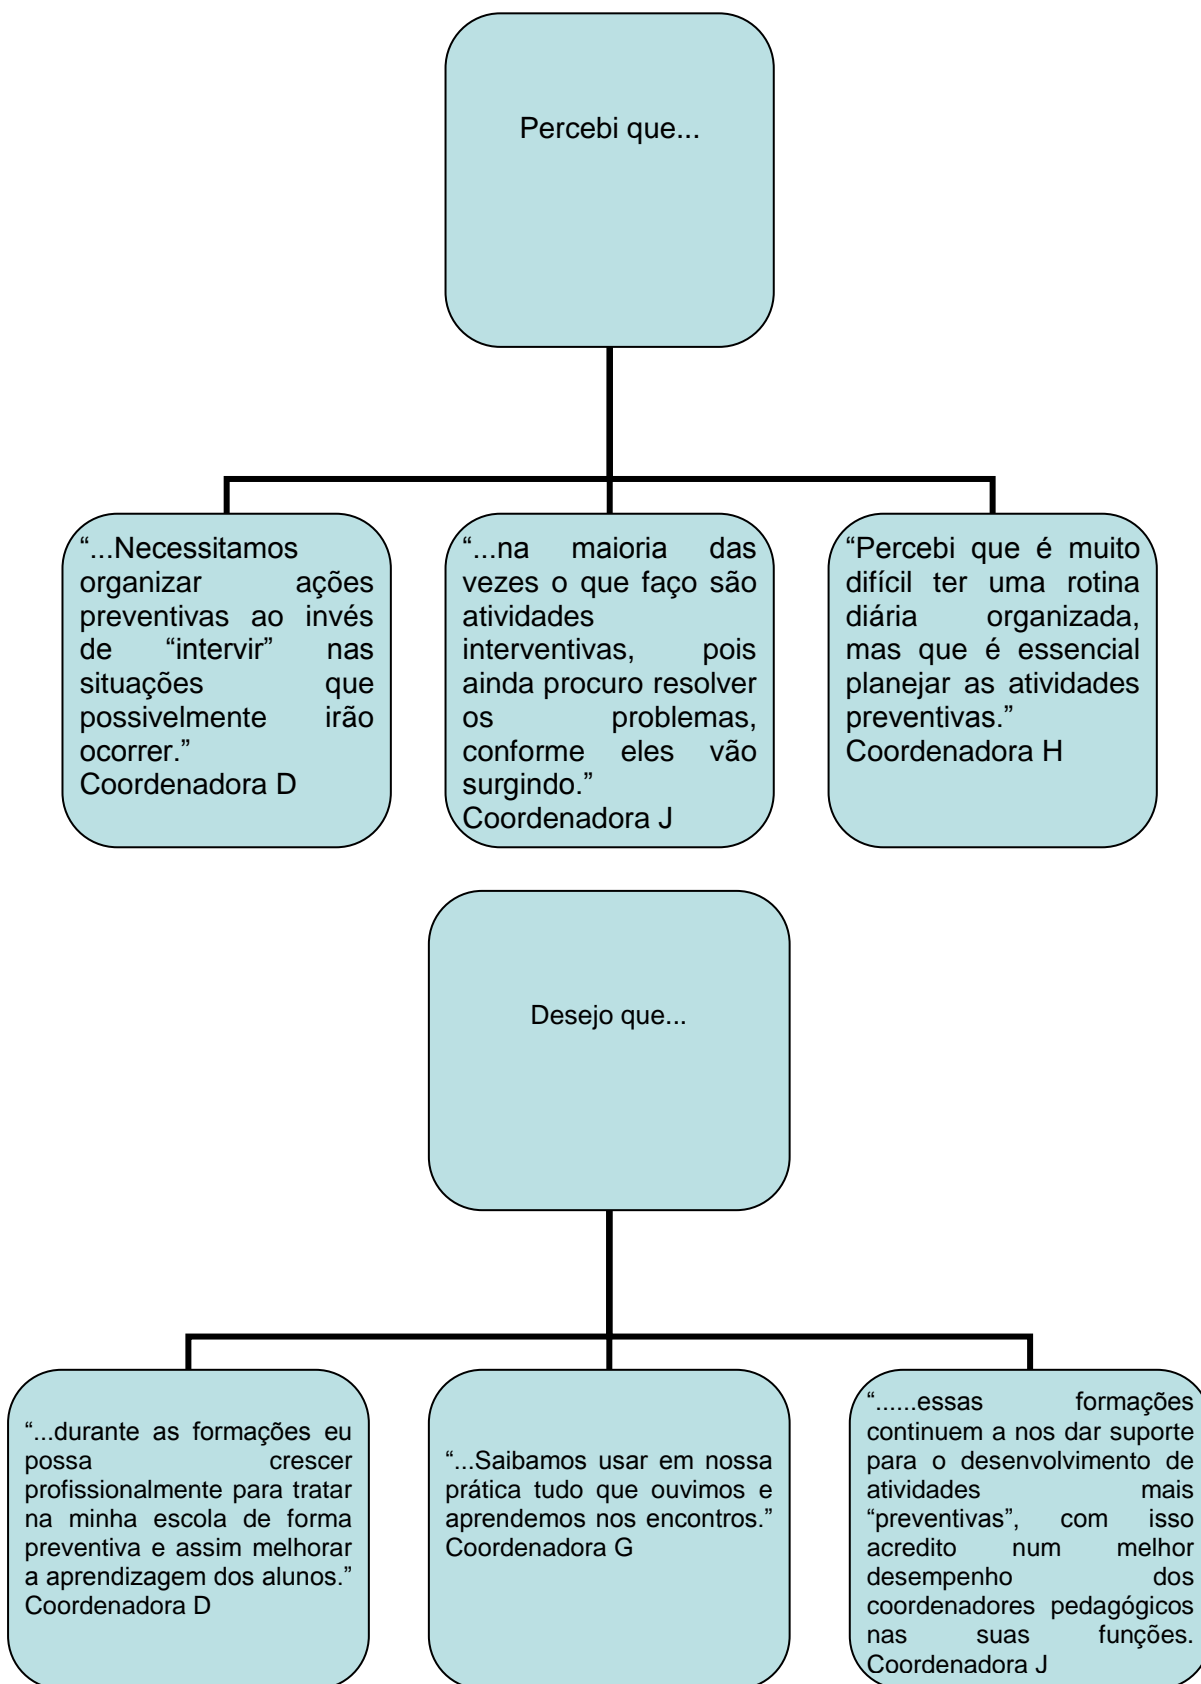 Percebi que...
“...Necessitamos
organizar ações
preventivas ao invés
de “intervir” nas
situações que
possivelmente irão
ocorrer.”
Coordenadora D
“...na maioria das
vezes o que faço são
atividades
interventivas, pois
ainda procuro resolver
os problemas,
conforme eles vão
surgindo.”
Coordenadora J
“Percebi que é muito
difícil ter uma rotina
diária organizada,
mas que é essencial
planejar as atividades
preventivas.”
Coordenadora H
Desejo que...
“...durante as formações eu
possa crescer
profissionalmente para tratar
na minha escola de forma
preventiva e assim melhorar
a aprendizagem dos alunos.”
Coordenadora D
“...Saibamos usar em nossa
prática tudo que ouvimos e
aprendemos nos encontros.”
Coordenadora G
“......essas formações
continuem a nos dar suporte
para o desenvolvimento de
atividades mais
“preventivas”, com isso
acredito num melhor
desempenho dos
coordenadores pedagógicos
nas suas funções.
Coordenadora J